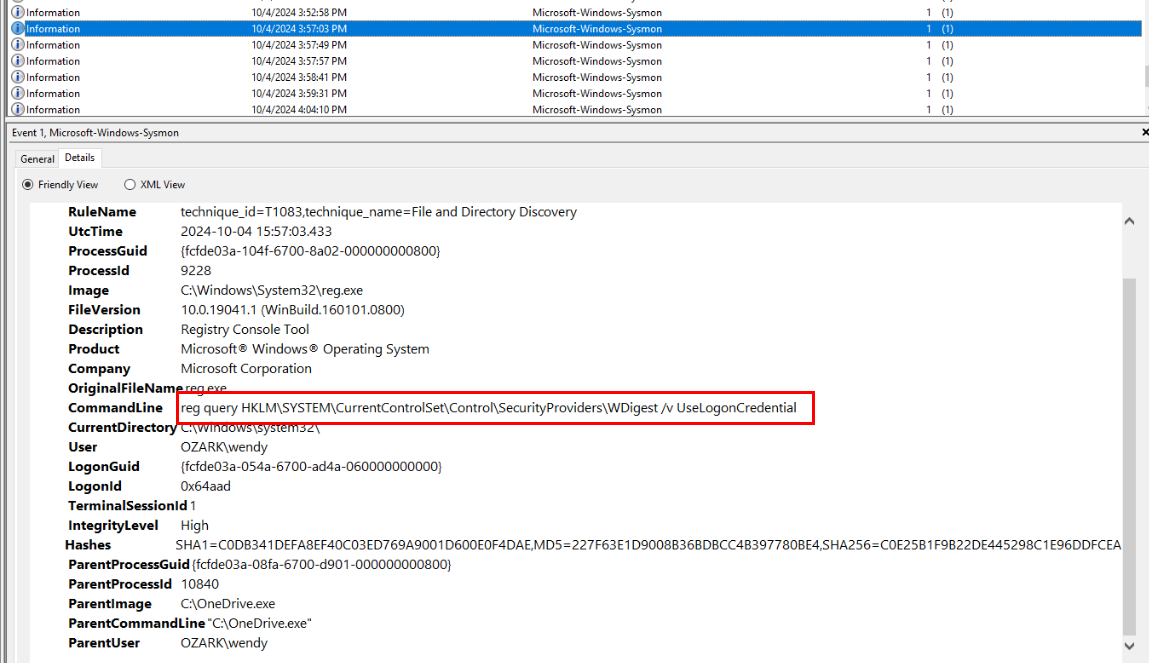 Information 10/4/2024 3:52:58 PM Microsoft-Windows-Sysmon 1 (1)
Information 10/4/2024 3:57:03 PM Microsoft-Windows-Sysmon 1 (1)
Information 10/4/2024 3:57:49 PM Microsoft-Windows-Sysmon 1 (1)
Information 10/4/2024 3:57:57 PM Microsoft-Windows-Sysmon 1 (1)
Information 10/4/2024 3:58:41 PM Microsoft-Windows-Sysmon 1 (1)
Information 10/4/2024 3:59:31 PM Microsoft-Windows-Sysmon 1 (1)
Information 10/4/2024 4:04:10 PM Microsoft-Windows-Sysmon 1 (1)
Event 1, Microsoft-Windows-Sysmon
General Details
Friendly View XML View
RuleName technique_id=T1083,technique_name=File and Directory Discovery
UtcTime 2024-10-04 15:57:03.433
ProcessGuid {fcfde03a-104f-6700-8a02-000000000800}
ProcessId 9228
Image C:\Windows\System32\reg.exe
FileVersion 10.0.19041.1 (WinBuild.160101.0800)
Description Registry Console Tool
Product Microsoft® Windows® Operating System
Company Microsoft Corporation
OriginalFileName reg.exe
CommandLine reg query HKLM\SYSTEM\CurrentControlSet\Control\SecurityProviders\WDigest /v UseLogonCredential
CurrentDirectory C:\Windows\system32\
User OZARK\wendy
LogonGuid {fcfde03a-054a-6700-ad4a-060000000000}
LogonId 0x64aad
TerminalSessionId 1
IntegrityLevel High
Hashes SHA1=C0DB341DEFA8EF40C03ED769A9001D600E0F4DAE,MD5=227F63E1D9008B36BDBCC4B397780BE4,SHA256=C0E25B1F9B22DE445298C1E96DDFCEA
ParentProcessGuid {fcfde03a-08fa-6700-d901-000000000800}
ParentProcessId 10840
ParentImage C:\OneDrive.exe
ParentCommandLine "C:\OneDrive.exe"
ParentUser OZARK\wendy